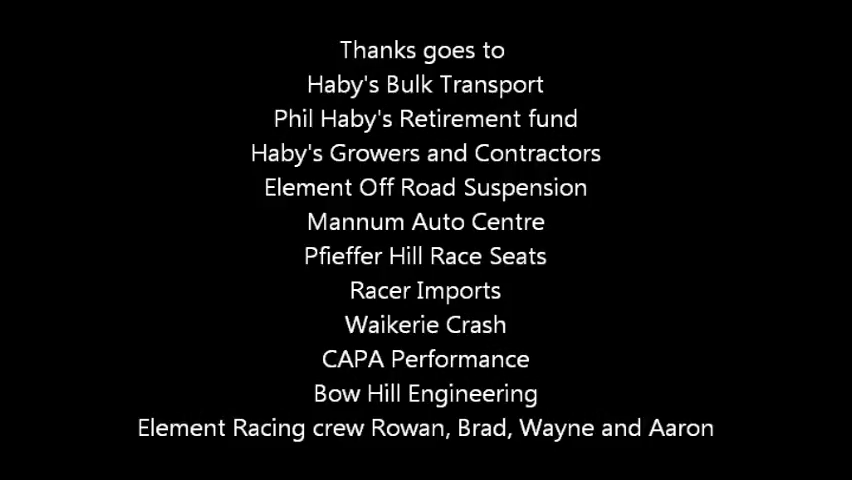 Thanks goes to
Haby's Bulk Transport
Phil Haby's Retirement fund
Haby's Growers and Contractors
Element Off Road Suspension
Mannum Auto Centre
Pfieffer Hill Race Seats
Racer Imports
Waikerie Crash
CAPA Performance
Bow Hill Engineering
Element Racing crew Rowan, Brad, Wayne and Aaron